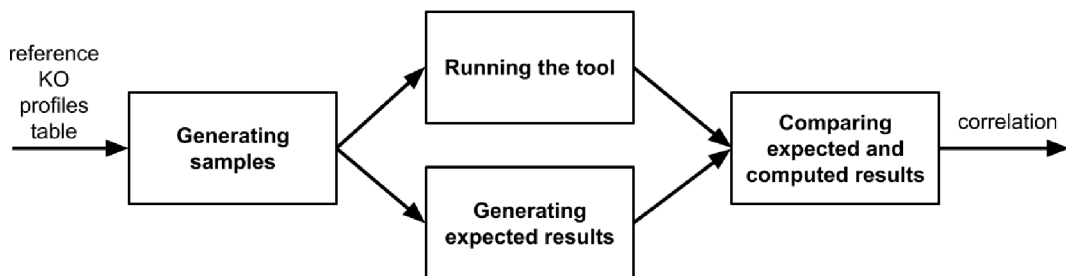 reference
KO
profiles
table
Generating
samples
Running the tool
Generating
expected results
Comparing
expected and
computed results
correlation